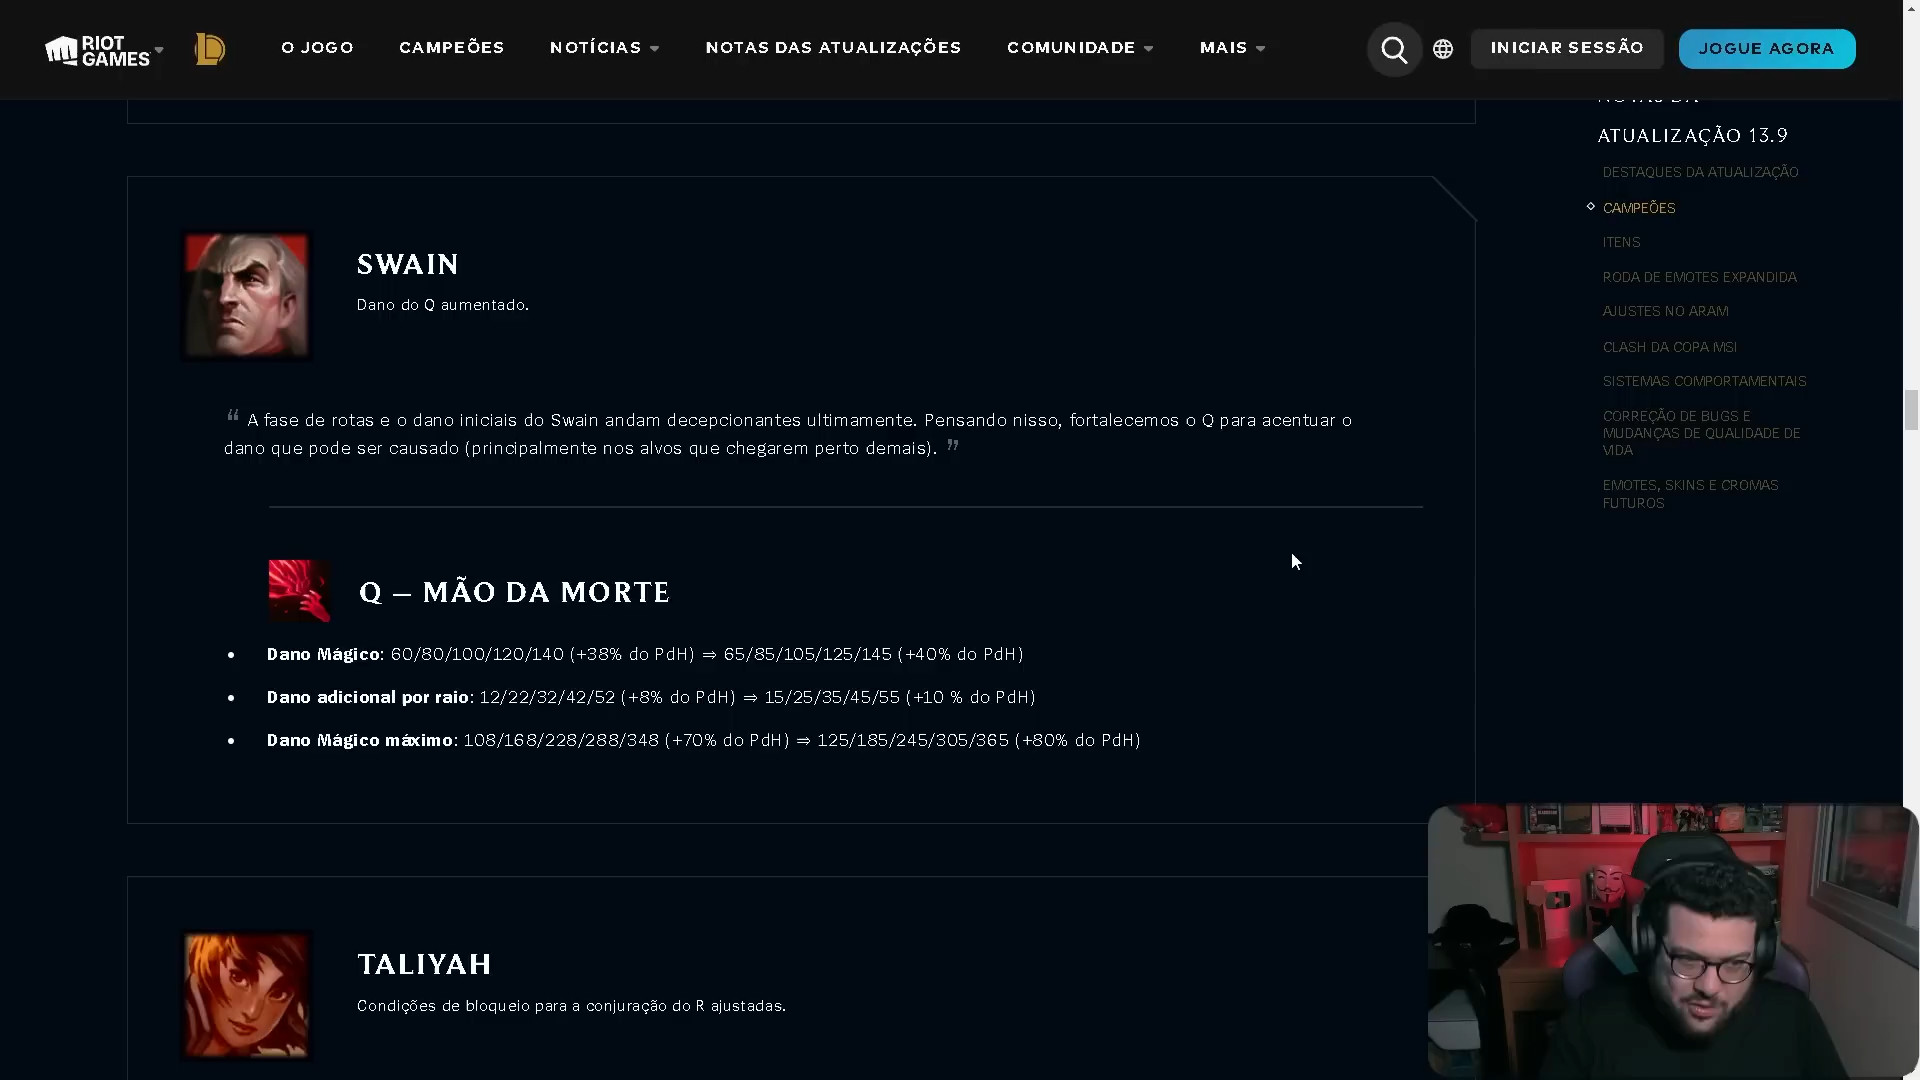 RIOT GAMES
O JOGO
CAMPEÕES
NOTÍCIAS
NOTAS DAS ATUALIZAÇÕES
COMUNIDADE
MAIS
INICIAR SESSÃO
JOGUE AGORA
NOTAS DA
ATUALIZAÇÃO 13.9
DESTAQUES DA ATUALIZAÇÃO
CAMPEÕES
ITENS
RODA DE EMOTES EXPANDIDA
AJUSTES NO ARAM
CLASH DA COPA MSI
SISTEMAS COMPORTAMENTAIS
CORREÇÃO DE BUGS E
MUDANÇAS DE QUALIDADE DE
VIDA
EMOTES, SKINS E CROMAS
FUTUROS
SWAIN
Dano do Q aumentado.
“ A fase de rotas e o dano iniciais do Swain andam decepcionantes ultimamente. Pensando nisso, fortalecemos o Q para acentuar o
dano que pode ser causado (principalmente nos alvos que chegarem perto demais). ”
Q – MÃO DA MORTE
• Dano Mágico: 60/80/100/120/140 (+38% do PdH) ⇒ 65/85/105/125/145 (+40% do PdH)
• Dano adicional por raio: 12/22/32/42/52 (+8% do PdH) ⇒ 15/25/35/45/55 (+10 % do PdH)
• Dano Mágico máximo: 108/168/228/288/348 (+70% do PdH) ⇒ 125/185/245/305/365 (+80% do PdH)
TALIYAH
Condições de bloqueio para a conjuração do R ajustadas.